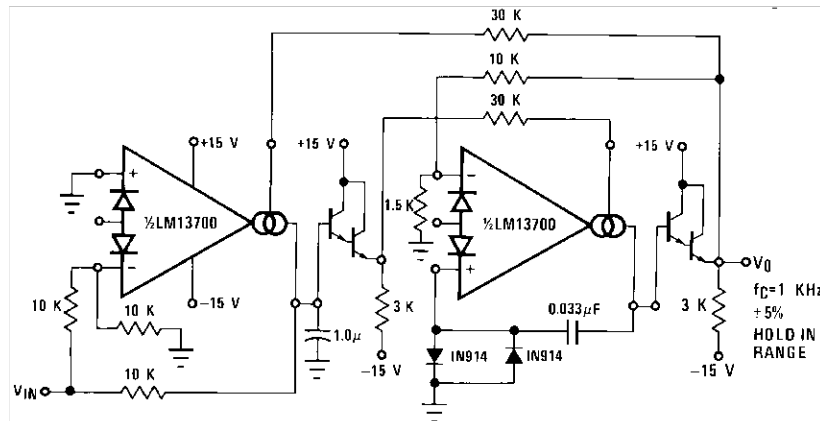 30 K
10 K
30 K
+15 V
+15 V
+15 V
+
−
½LM13700
1.5 K
½LM13700
−
+
−15 V
V0
10 K
10 K
3 K
0.033µF
3 K
fC=1 KHz
±5%
HOLD IN
RANGE
1.0µ
−15 V
IN914
IN914
−15 V
VIN
10 K